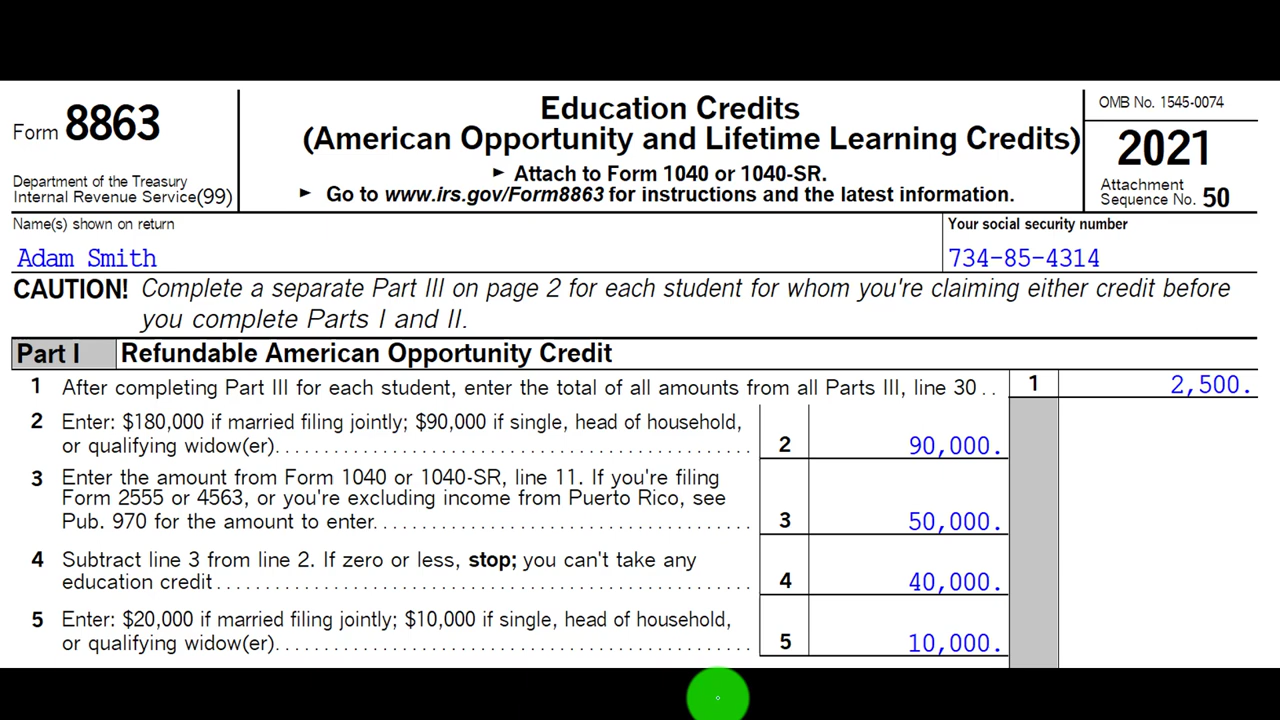 Form 8863
Department of the Treasury
Internal Revenue Service(99)
Education Credits
(American Opportunity and Lifetime Learning Credits)
► Attach to Form 1040 or 1040-SR.
► Go to www.irs.gov/Form8863 for instructions and the latest information.
OMB No. 1545-0074
2021
Attachment
Sequence No. 50
Name(s) shown on return
Adam Smith
Your social security number
734-85-4314
CAUTION! Complete a separate Part III on page 2 for each student for whom you're claiming either credit before
you complete Parts I and II.
Part I Refundable American Opportunity Credit
1 After completing Part III for each student, enter the total of all amounts from all Parts III, line 30 . . 1 2,500.
2 Enter: $180,000 if married filing jointly; $90,000 if single, head of household,
or qualifying widow(er). . . . . . . . . . . . . . . . . . . . . . . . . . . . . . . . . . . . . . . . . . . . . . . . . . 2 90,000.
3 Enter the amount from Form 1040 or 1040-SR, line 11. If you're filing
Form 2555 or 4563, or you're excluding income from Puerto Rico, see
Pub. 970 for the amount to enter. . . . . . . . . . . . . . . . . . . . . . . . . . . . . . . . . . . . . . . . 3 50,000.
4 Subtract line 3 from line 2. If zero or less, stop; you can't take any
education credit . . . . . . . . . . . . . . . . . . . . . . . . . . . . . . . . . . . . . . . . . . . . . . . . . . . . . . . . 4 40,000.
5 Enter: $20,000 if married filing jointly; $10,000 if single, head of household,
or qualifying widow(er). . . . . . . . . . . . . . . . . . . . . . . . . . . . . . . . . . . . . . . . . . . . . . . . . . 5 10,000.